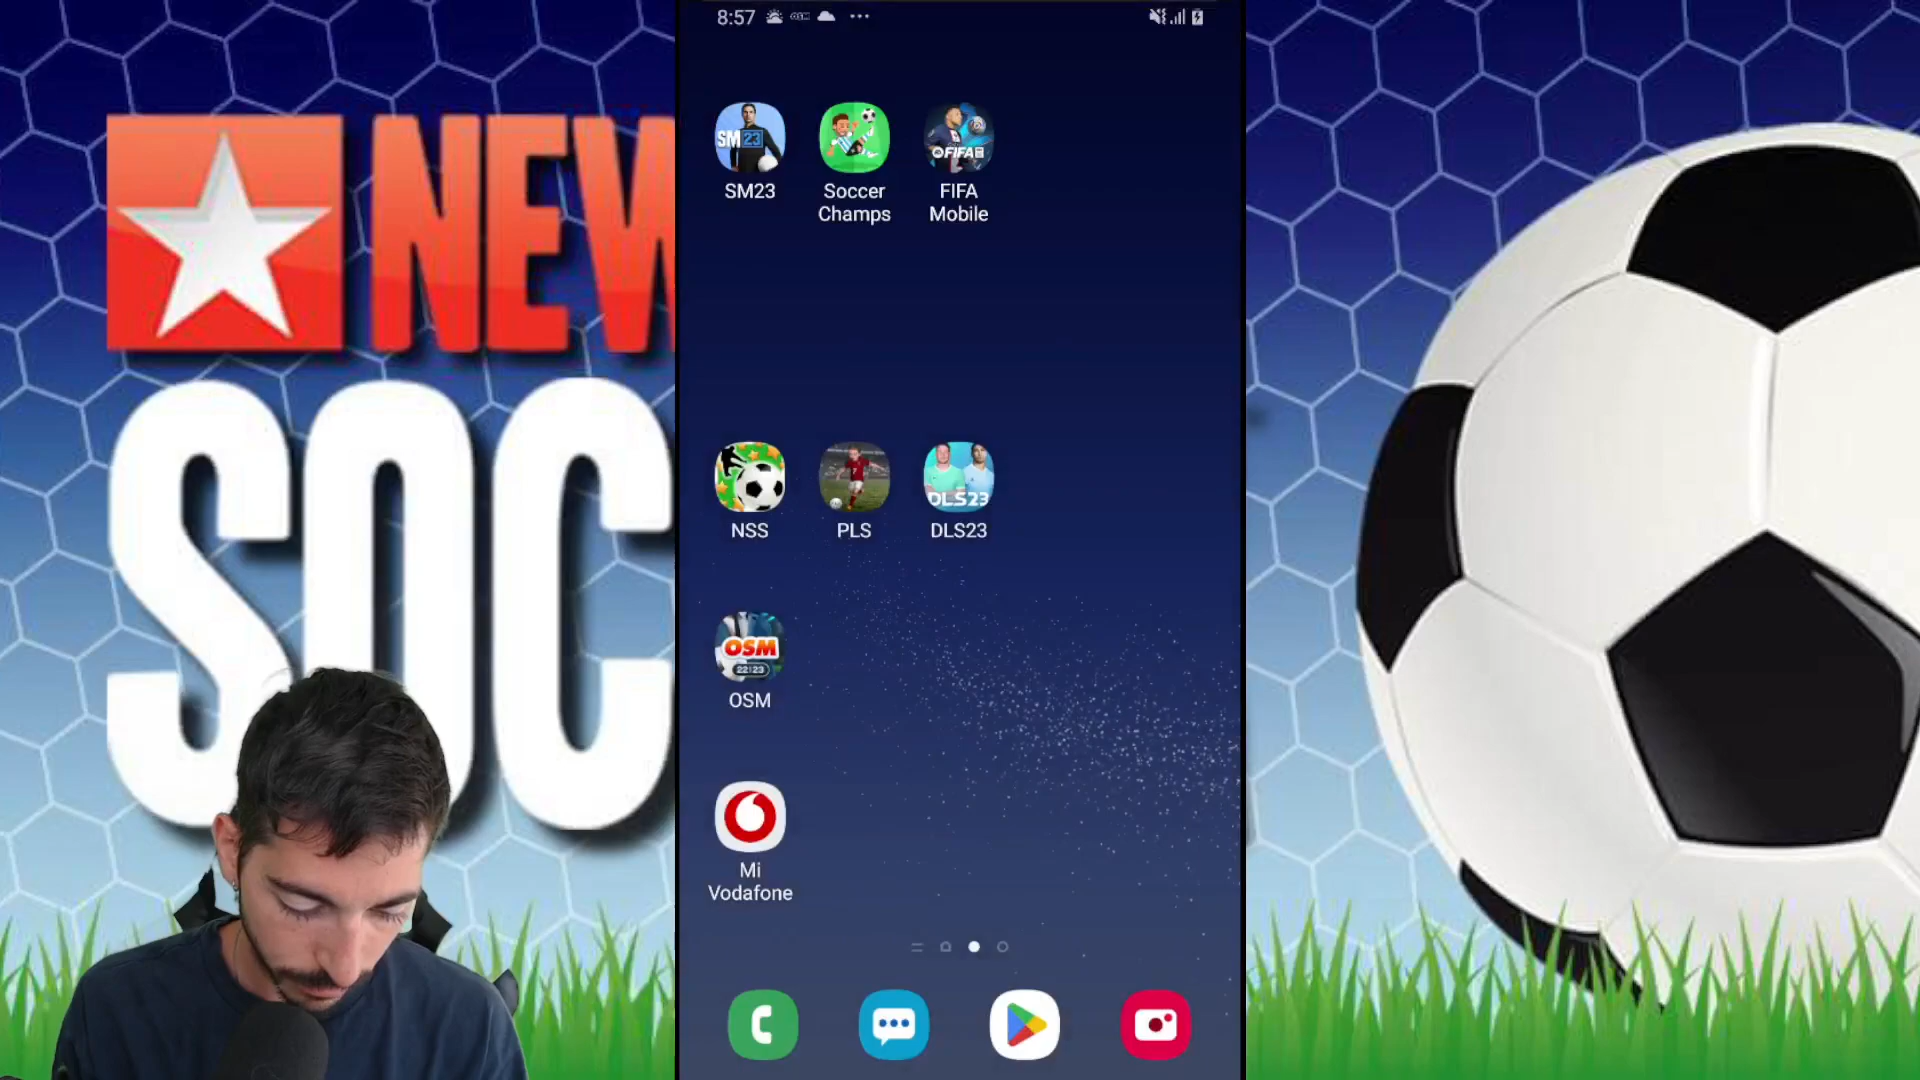 8:57 OSM
NEW
SOC
SM23
SM23
Soccer
Champs
FIFA
FIFA
Mobile
NSS
PLS
DLS23
DLS23
OSM
22:23
OSM
Mi
Vodafone